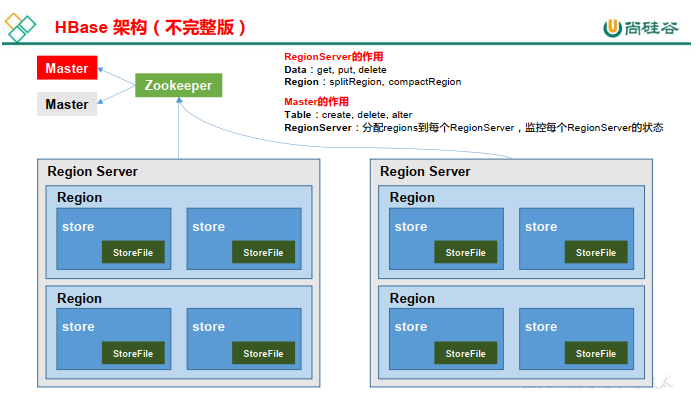 HBase 架构（不完整版）
尚硅谷
Master
Master
Zookeeper
RegionServer的作用
Data：get, put, delete
Region：splitRegion, compactRegion
Master的作用
Table：create, delete, alter
RegionServer：分配regions到每个RegionServer，监控每个RegionServer的状态
Region Server
Region
store
StoreFile
store
StoreFile
Region
store
StoreFile
store
StoreFile
Region Server
Region
store
StoreFile
store
StoreFile
Region
store
StoreFile
store
StoreFile